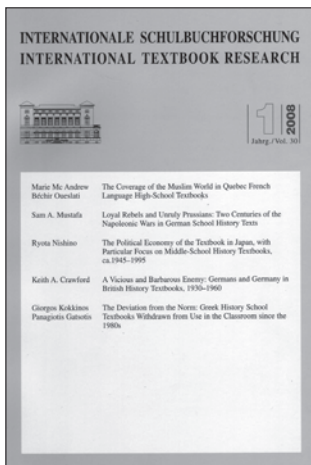 INTERNATIONALE SCHULBUCHFORSCHUNG
INTERNATIONAL TEXTBOOK RESEARCH
1
2008
Jahrg./Vol. 30
Marie Mc Andrew The Coverage of the Muslim World in Quebec French
Béchir Oueslati Language High-School Textbooks
Sam A. Mustafa Loyal Rebels and Unruly Prussians: Two Centuries of the
Napoleonic Wars in German School History Texts
Ryota Nishino The Political Economy of the Textbook in Japan, with
Particular Focus on Middle-School History Textbooks,
ca.1945–1995
Keith A. Crawford A Vicious and Barbarous Enemy: Germans and Germany in
British History Textbooks, 1930–1960
Giorgos Kokkinos The Deviation from the Norm: Greek History School
Panagiotis Gatsotis Textbooks Withdrawn from Use in the Classroom since the
1980s